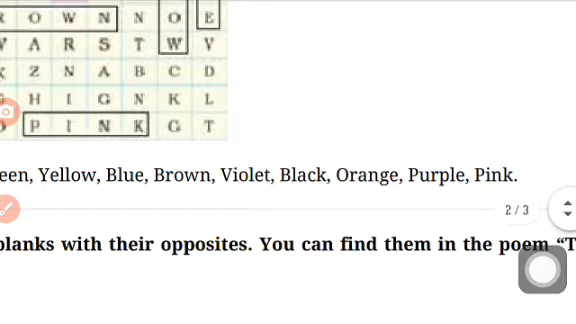 O W N N O E
A R S T W V
Z N A B C D
H I G N K L
P I N K G T
een, Yellow, Blue, Brown, Violet, Black, Orange, Purple, Pink.
2 / 3
planks with their opposites. You can find them in the poem “T